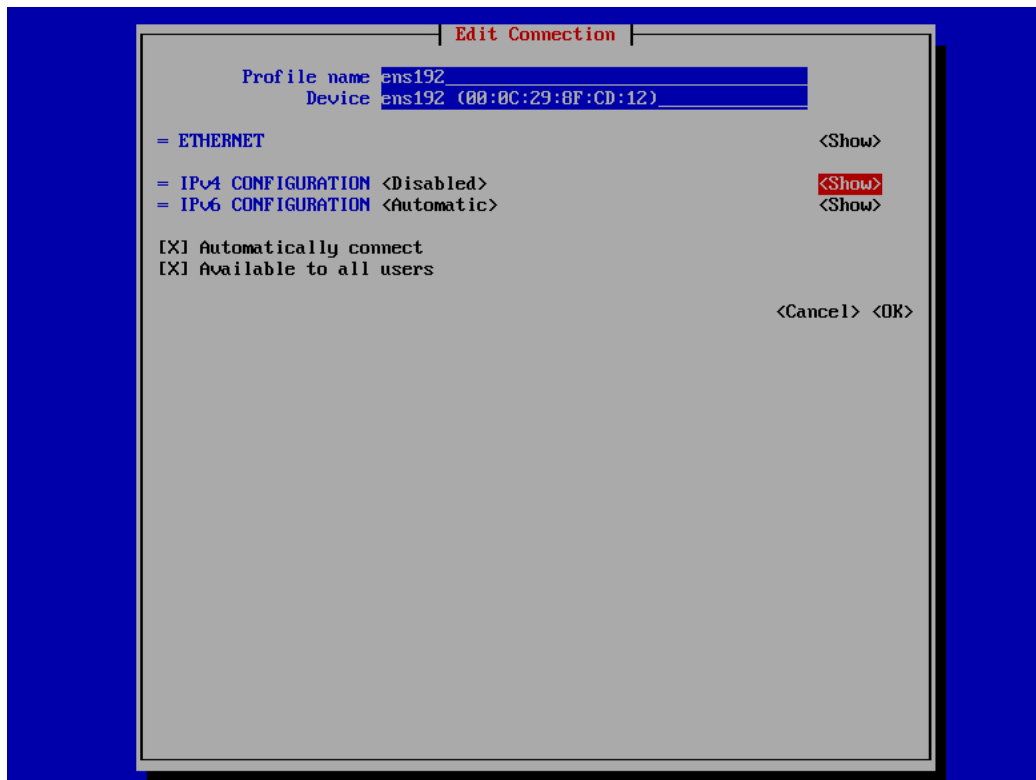 Edit Connection
Profile name ens192
Device ens192 (00:0C:29:8F:CD:12)
= ETHERNET <Show>
= IPv4 CONFIGURATION <Disabled> <Show>
= IPv6 CONFIGURATION <Automatic> <Show>
[X] Automatically connect
[X] Available to all users
<Cancel> <OK>